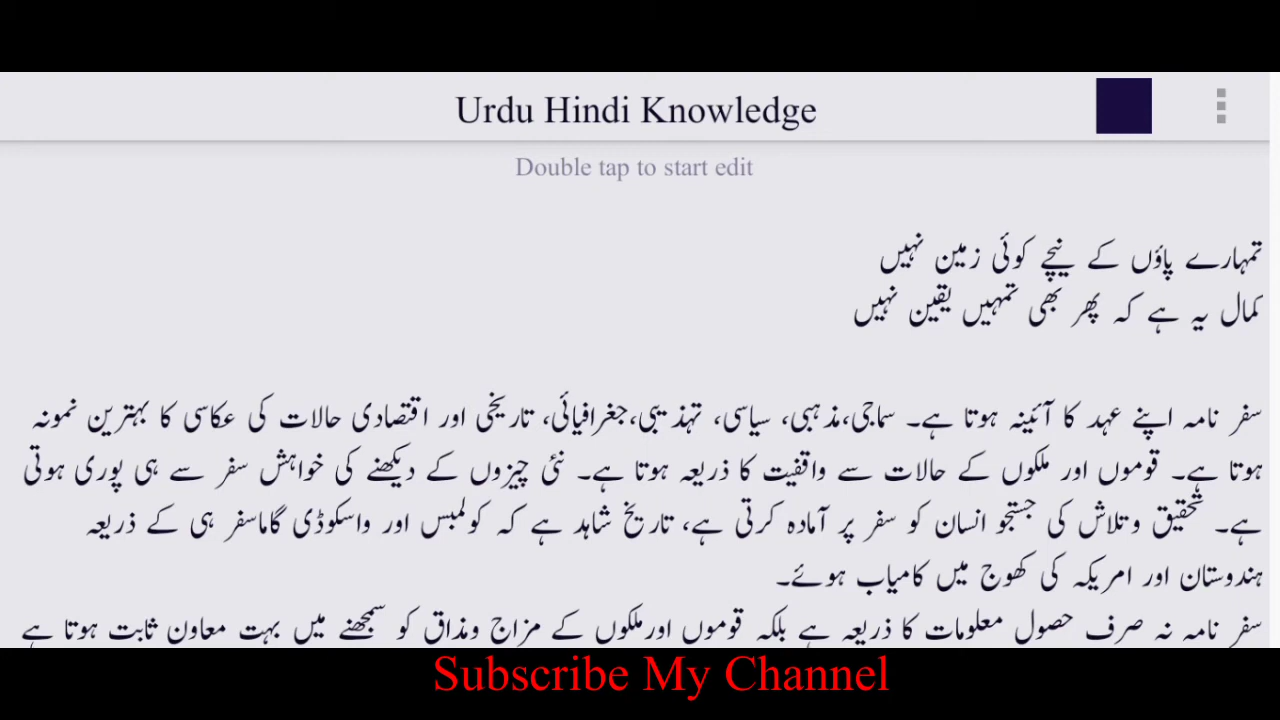 Urdu Hindi Knowledge
Double tap to start edit
تمہارے پاؤں کے نیچے کوئی زمین نہیں
کمال یہ ہے کہ پھر بھی تمہیں یقین نہیں
سفر نامہ اپنے عہد کا آئینہ ہوتا ہے۔ سماجی،مذہبی، سیاسی، تہذیبی،جغرافیائی، تاریخی اور اقتصادی حالات کی عکاسی کا بہترین نمونہ
ہوتا ہے۔ قوموں اور ملکوں کے حالات سے واقفیت کا ذریعہ ہوتا ہے۔ نئی چیزوں کے دیکھنے کی خواہش سفر سے ہی پوری ہوتی
ہے۔ تحقیق وتلاش کی جستجو انسان کو سفر پر آمادہ کرتی ہے، تاریخ شاہد ہے کہ کولمبس اور واسکوڈی گاماسفر ہی کے ذریعہ
ہندوستان اور امریکہ کی کھوج میں کامیاب ہوئے۔
سفر نامہ نہ صرف حصول معلومات کا ذریعہ ہے بلکہ قوموں اورملکوں کے مزاج ومذاق کو سمجھنے میں بہت معاون ثابت ہوتا ہے
Subscribe My Channel